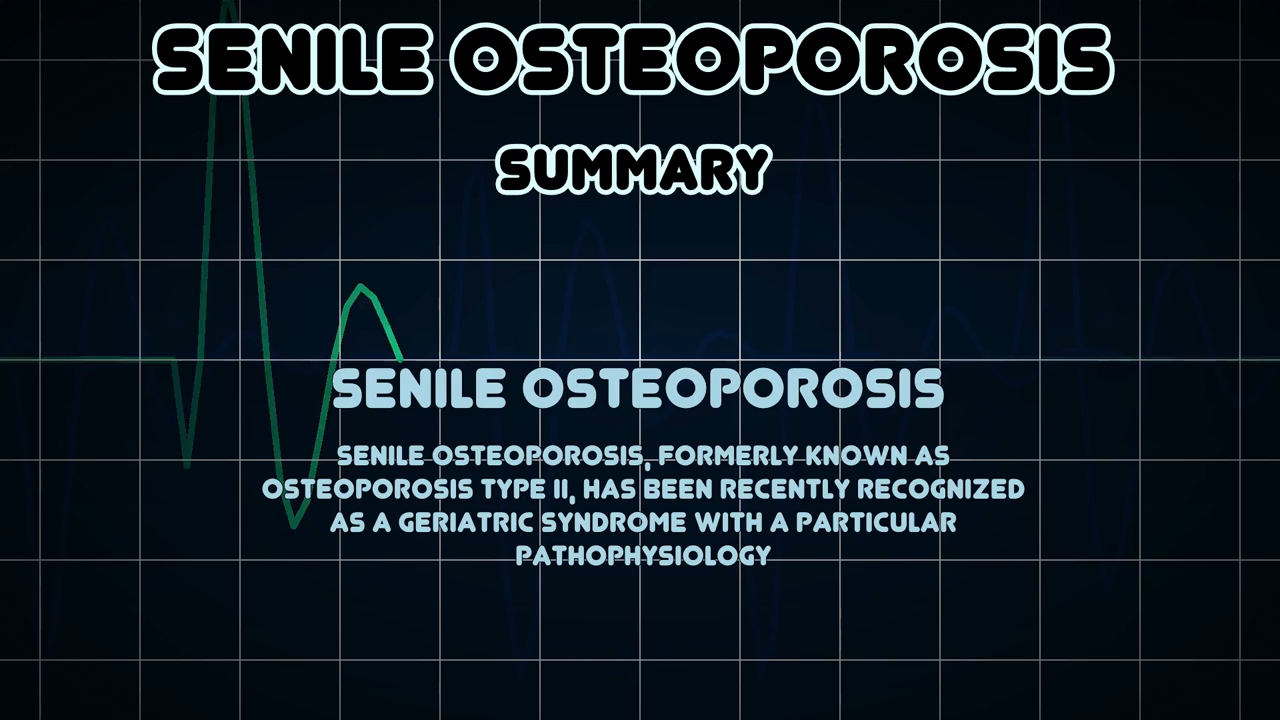 SENILE OSTEOPOROSIS
SUMMARY
SENILE OSTEOPOROSIS
SENILE OSTEOPOROSIS, FORMERLY KNOWN AS
OSTEOPOROSIS TYPE II, HAS BEEN RECENTLY RECOGNIZED
AS A GERIATRIC SYNDROME WITH A PARTICULAR
PATHOPHYSIOLOGY